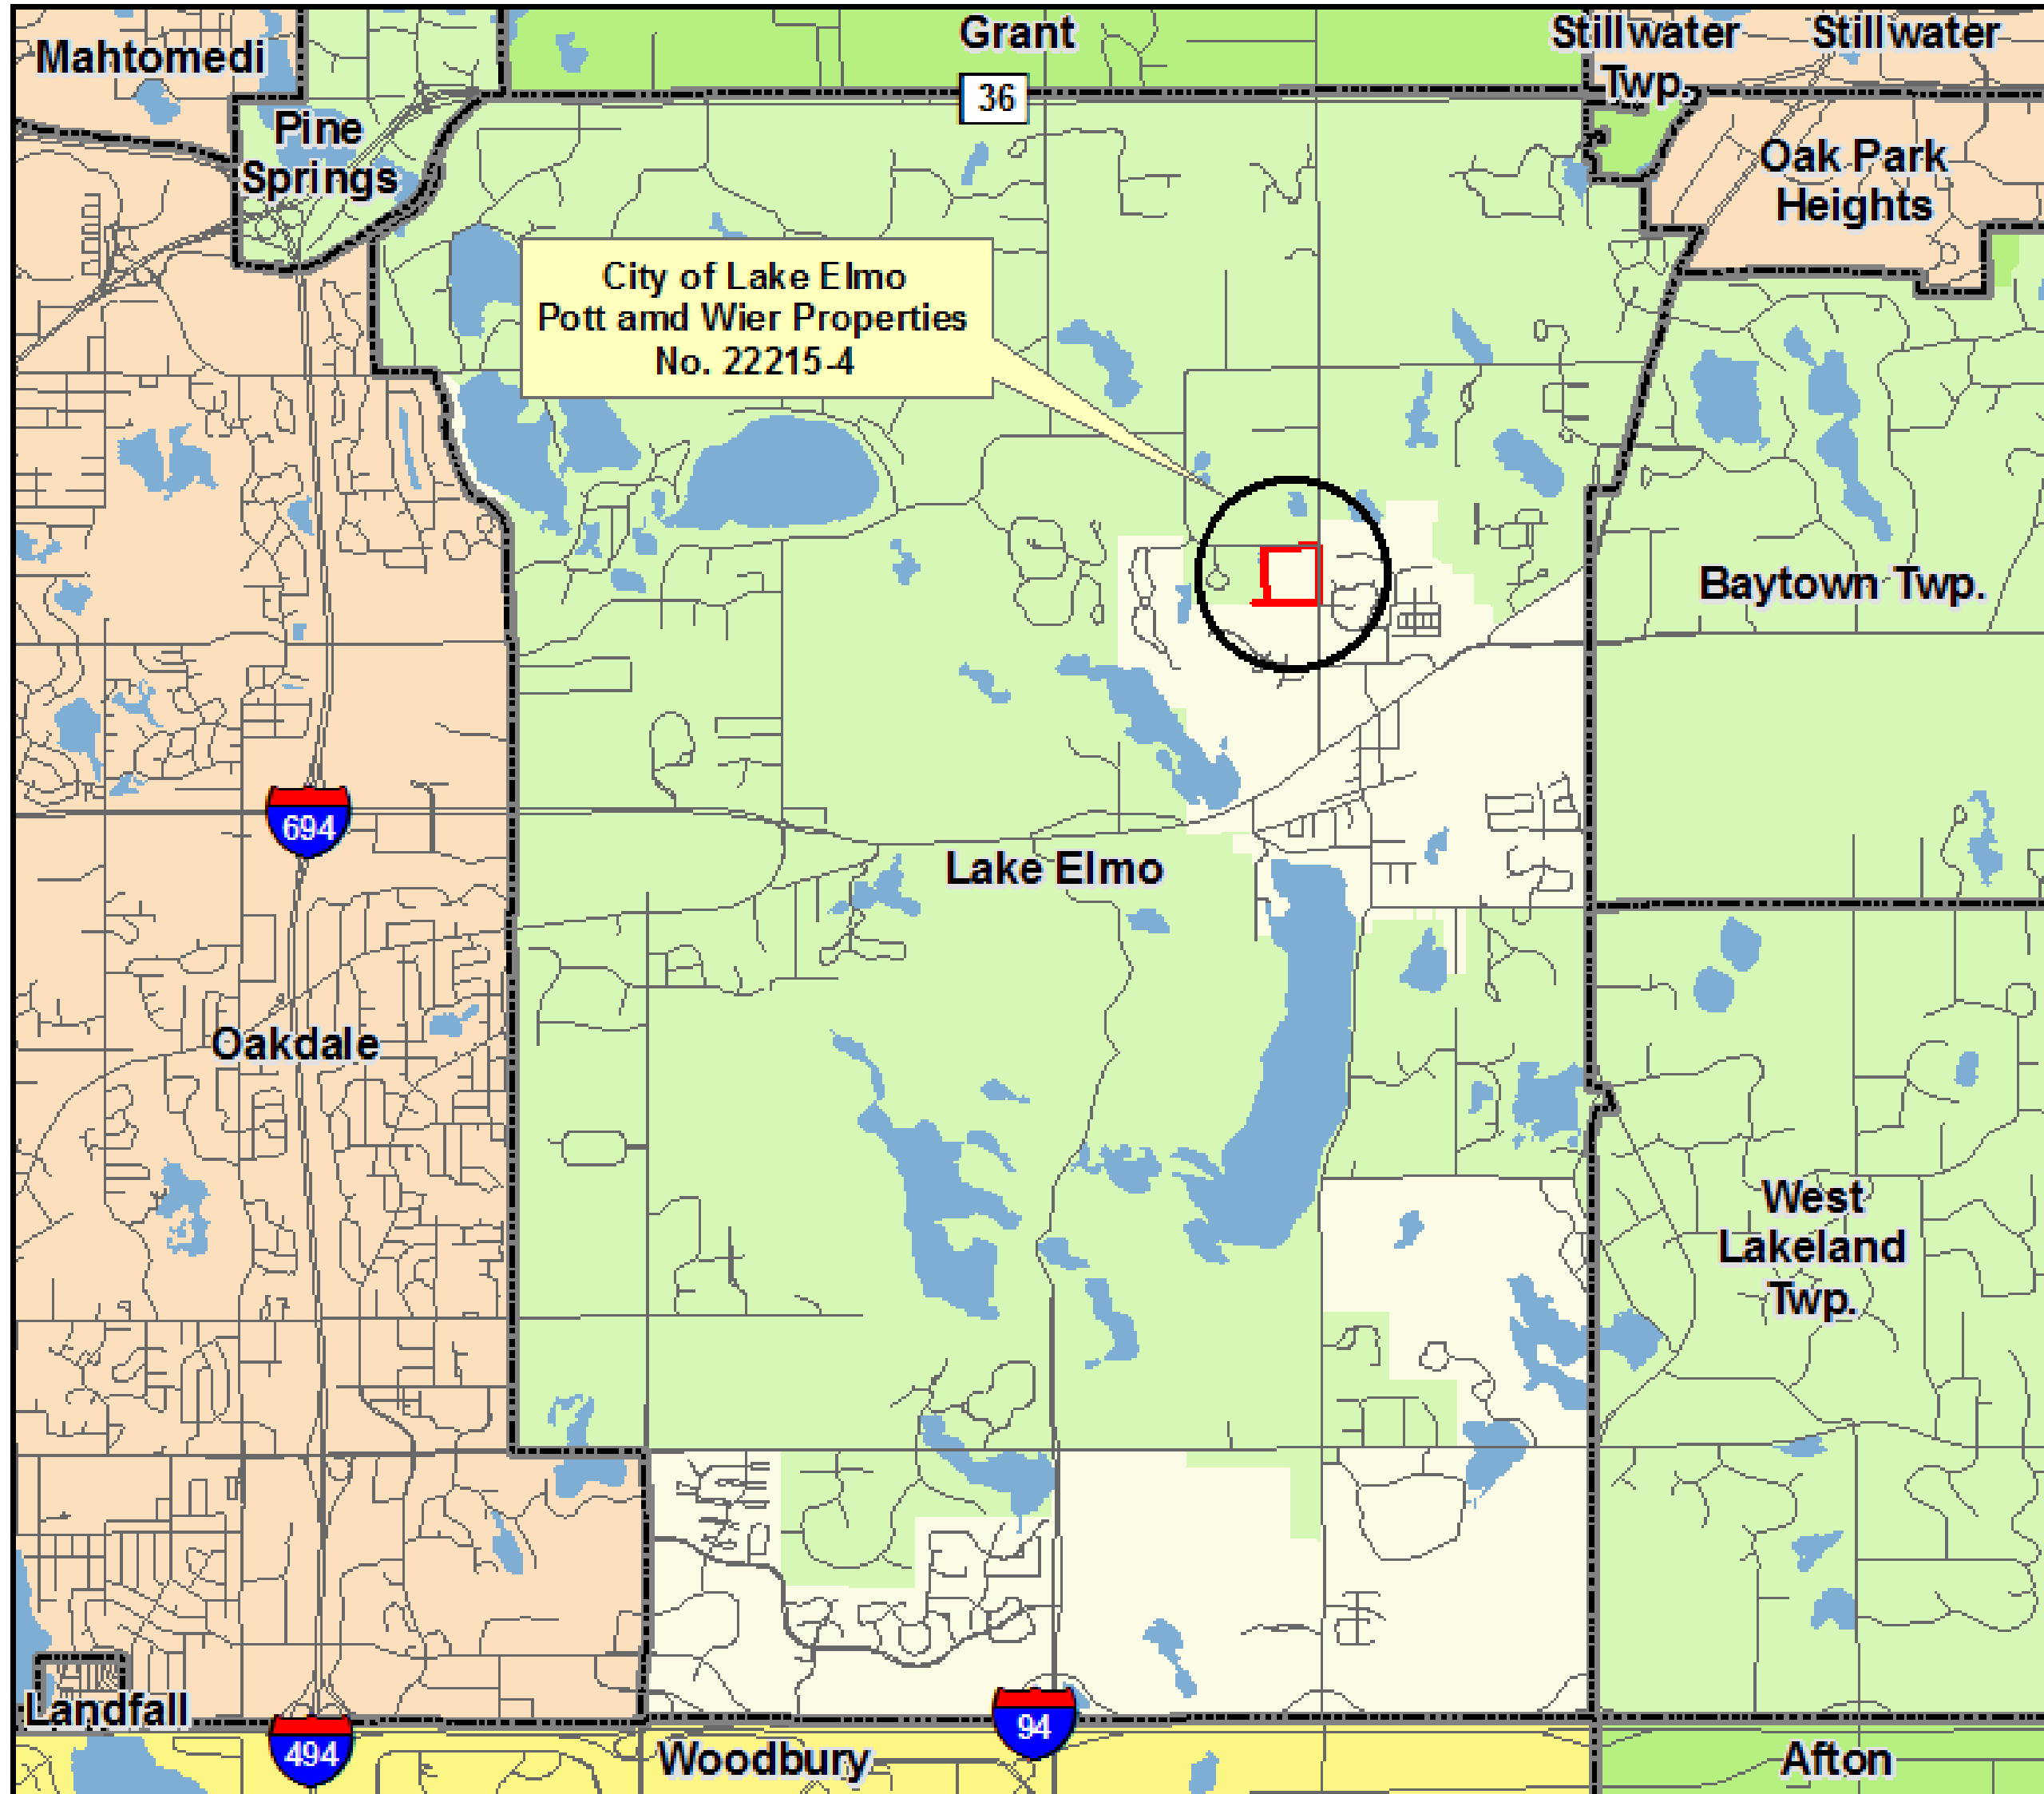 Mahtomedi
Grant
Stillwater
Twp.
Stillwater
36
Pine
Springs
Oak Park
Heights
City of Lake Elmo
Pott amd Wier Properties
No. 22215-4
Baytown Twp.
694
Lake Elmo
Oakdale
West
Lakeland
Twp.
Landfall
494
94
Woodbury
Afton